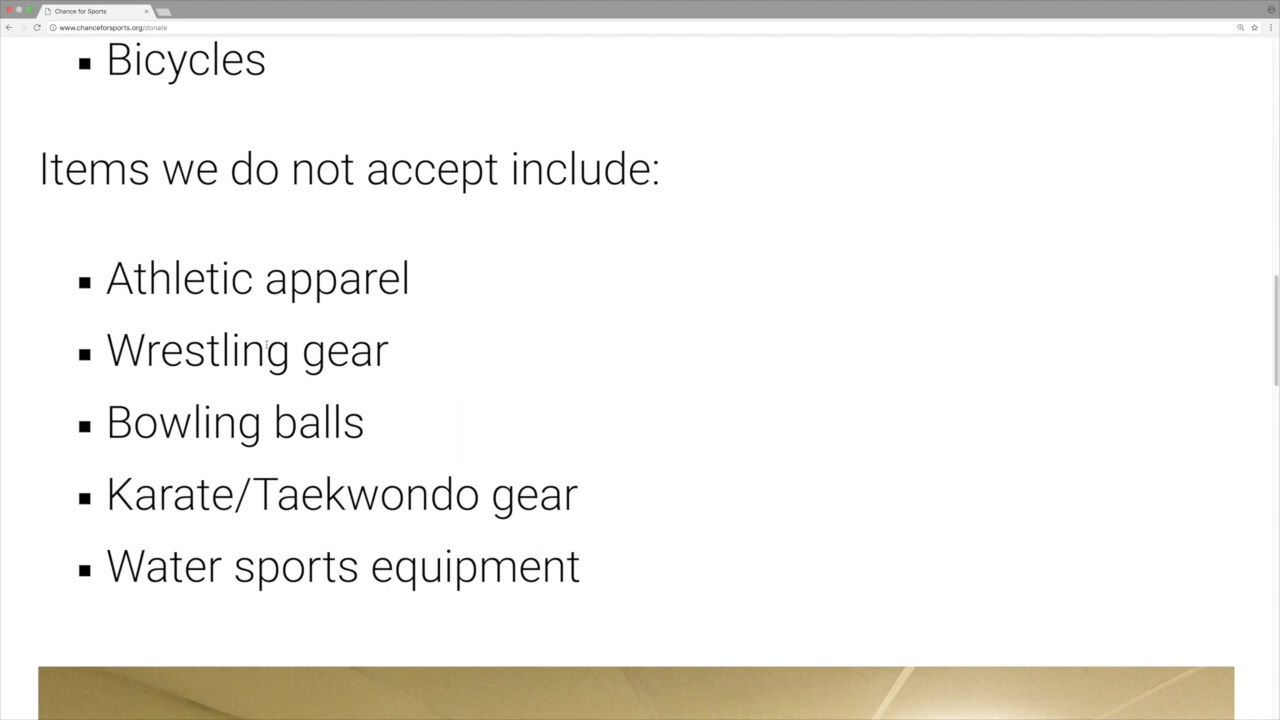 Chance for Sports
www.chanceforsports.org/donate
Bicycles
Items we do not accept include:
Athletic apparel
Wrestling gear
Bowling balls
Karate/Taekwondo gear
Water sports equipment